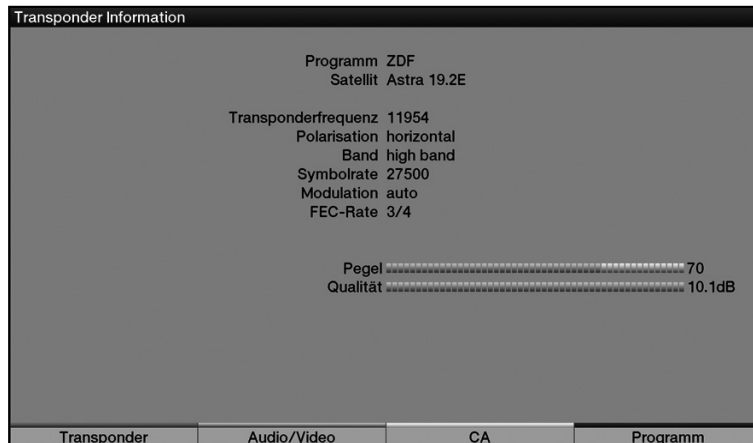 Transponder Information
Programm ZDF
Satellit Astra 19.2E
Transponderfrequenz 11954
Polarisation horizontal
Band high band
Symbolrate 27500
Modulation auto
FEC-Rate 3/4
Pegel 70
Qualität 10.1dB
Transponder Audio/Video CA Programm